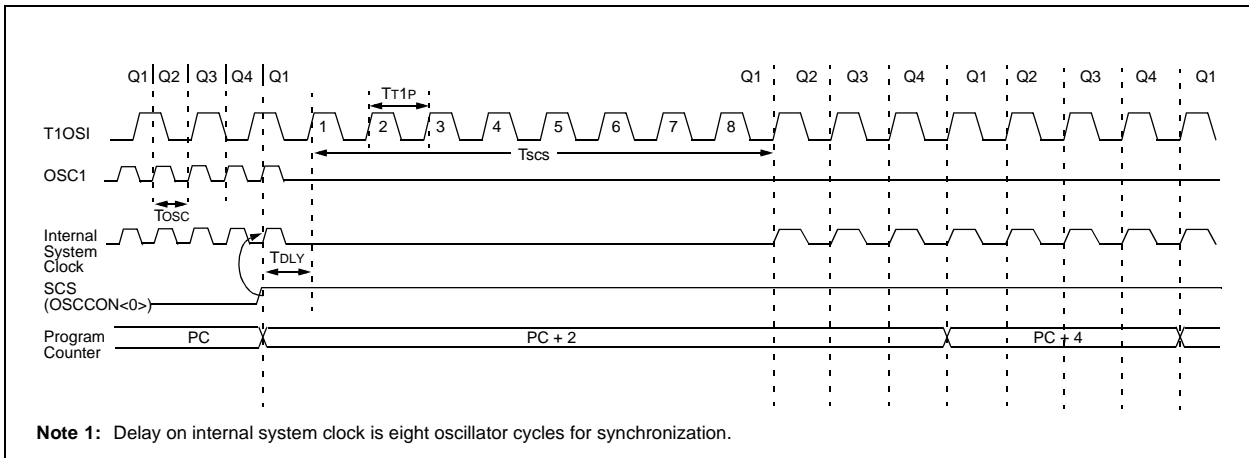 Q1 Q2 Q3 Q4 Q1 Q1 Q2 Q3 Q4 Q1 Q2 Q3 Q4 Q1
TT1P
T1OSI 1 2 3 4 5 6 7 8
TSCS
OSC1
TOSC
Internal
System
Clock
TDLY
SCS
(OSCCON<0>)
Program
Counter
PC PC + 2 PC + 4
Note 1: Delay on internal system clock is eight oscillator cycles for synchronization.